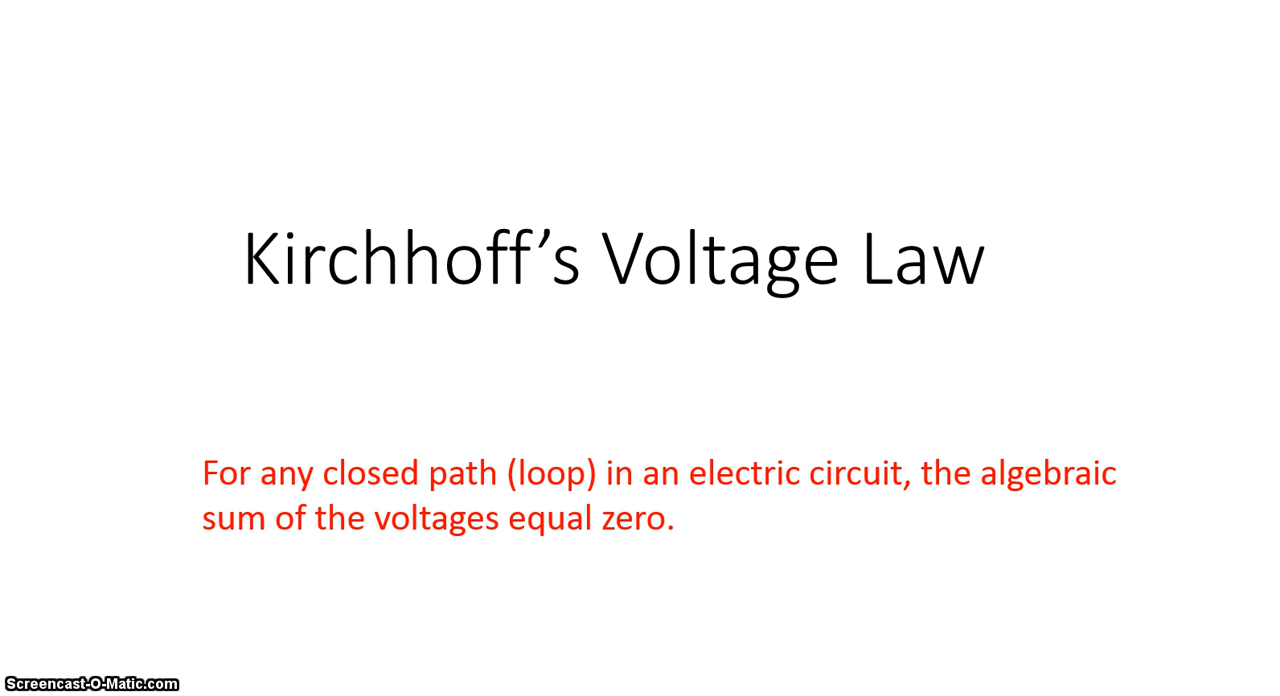 Kirchhoff’s Voltage Law
For any closed path (loop) in an electric circuit, the algebraic
sum of the voltages equal zero.
Screencast-O-Matic.com